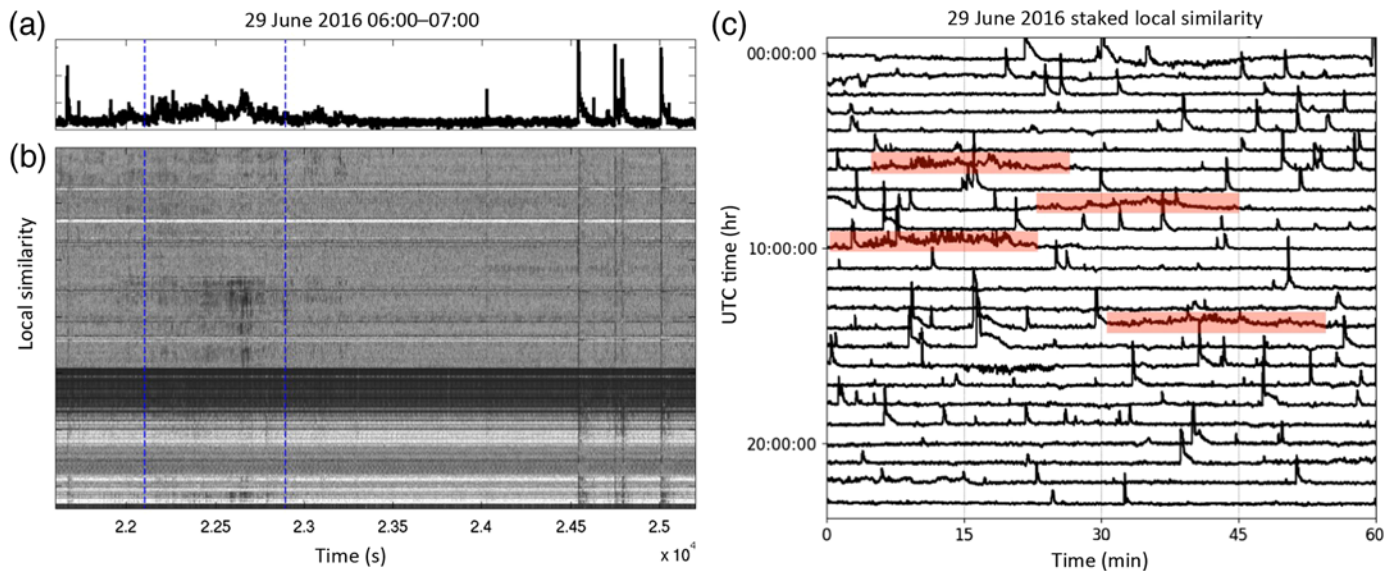 (a)
29 June 2016 06:00–07:00
(b)
Local similarity
2.2
2.25
2.3
2.35
2.4
2.45
2.5
Time (s)
x 10⁴
(c)
29 June 2016 staked local similarity
UTC time (hr)
00:00:00
10:00:00
20:00:00
0
15
30
45
60
Time (min)